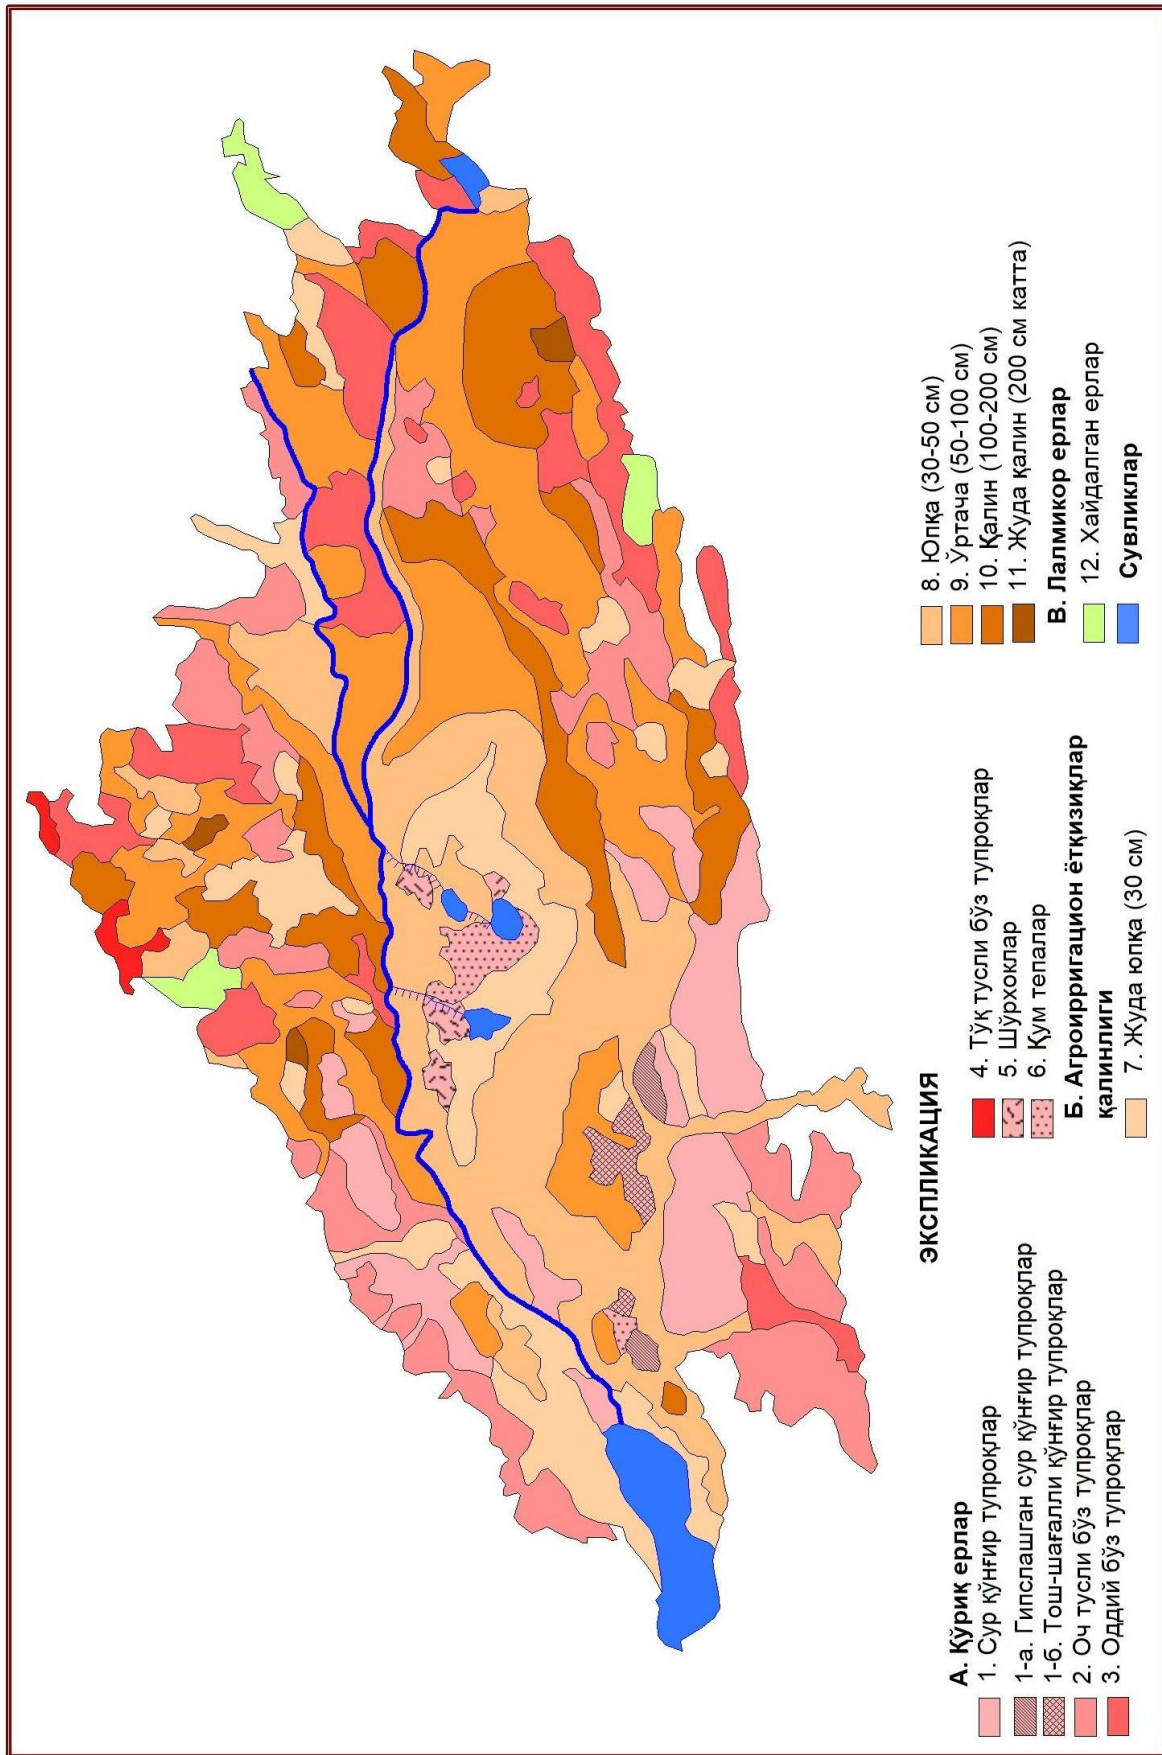 ЭКСПЛИКАЦИЯ
А. Қўриқ ерлар
1. Сур қўнғир тупроқлар
1-а. Гипслашган сур қўнғир тупроқлар
1-б. Тош-шағалли қўнғир тупроқлар
2. Оч тусли бўз тупроқлар
3. Оддий бўз тупроқлар
4. Тўқ тусли бўз тупроқлар
5. Шўрхоклар
6. Қум тепалар
Б. Агроирригацион ётқизиқлар
қалинлиги
7. Жуда юпқа (30 см)
8. Юпқа (30-50 см)
9. Ўртача (50-100 см)
10. Қалин (100-200 см)
11. Жуда қалин (200 см катта)
В. Лалмикор ерлар
12. Хайдалган ерлар
Сувликлар